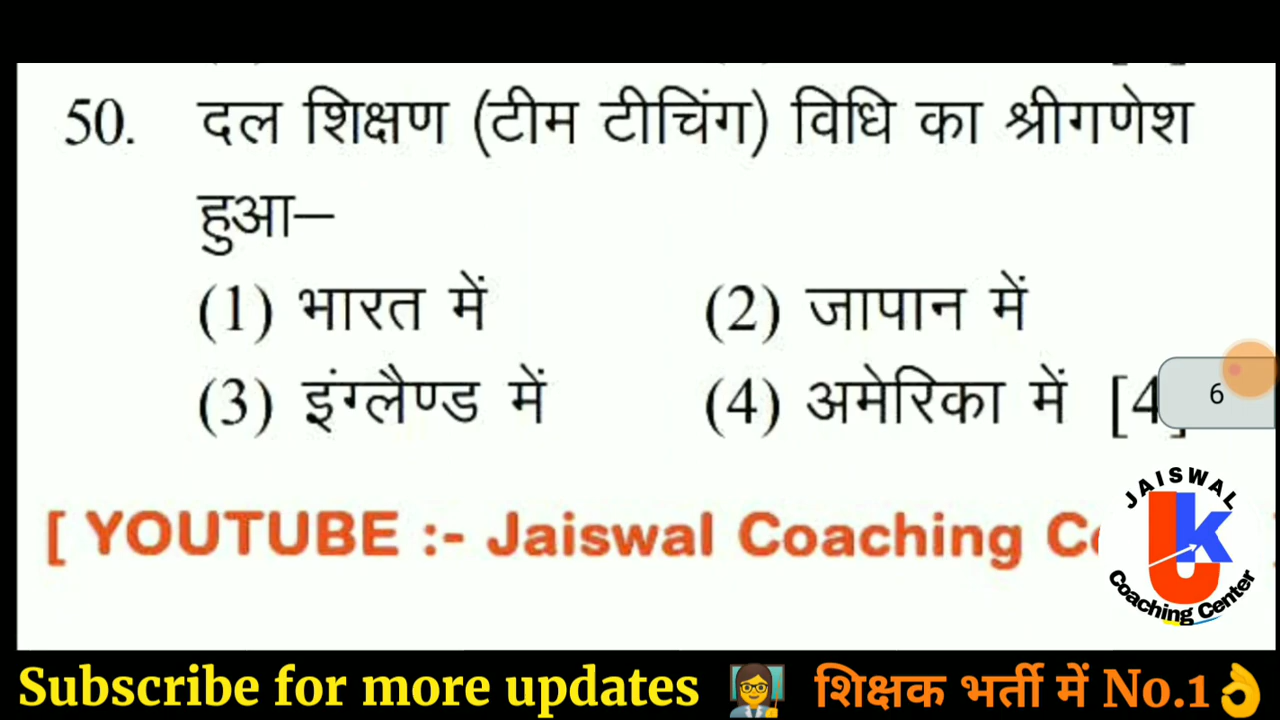 50. दल शिक्षण (टीम टीचिंग) विधि का श्रीगणेश
हुआ–
(1) भारत में (2) जापान में
(3) इंग्लैण्ड में (4) अमेरिका में [4]
6
[ YOUTUBE :- Jaiswal Coaching
JAISWAL
JK
Coaching Center
Subscribe for more updates शिक्षक भर्ती में No.1